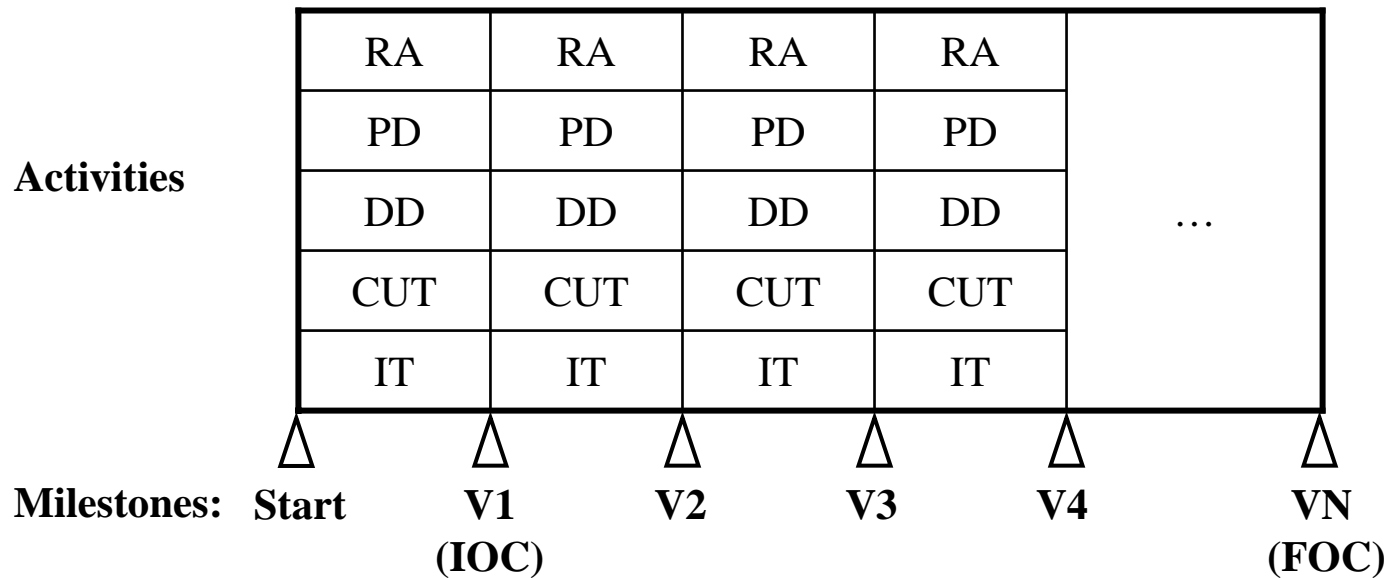 RA RA RA RA
PD PD PD PD
Activities
DD DD DD DD …
CUT CUT CUT CUT
IT IT IT IT
Milestones: Start V1 V2 V3 V4 VN
(IOC) (FOC)